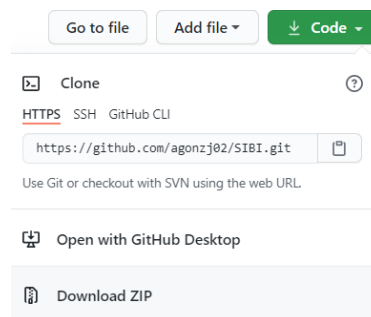 Go to file Add file Code
Clone
HTTPS SSH GitHub CLI
https://github.com/agonzj02/SIBI.git
Use Git or checkout with SVN using the web URL.
Open with GitHub Desktop
Download ZIP